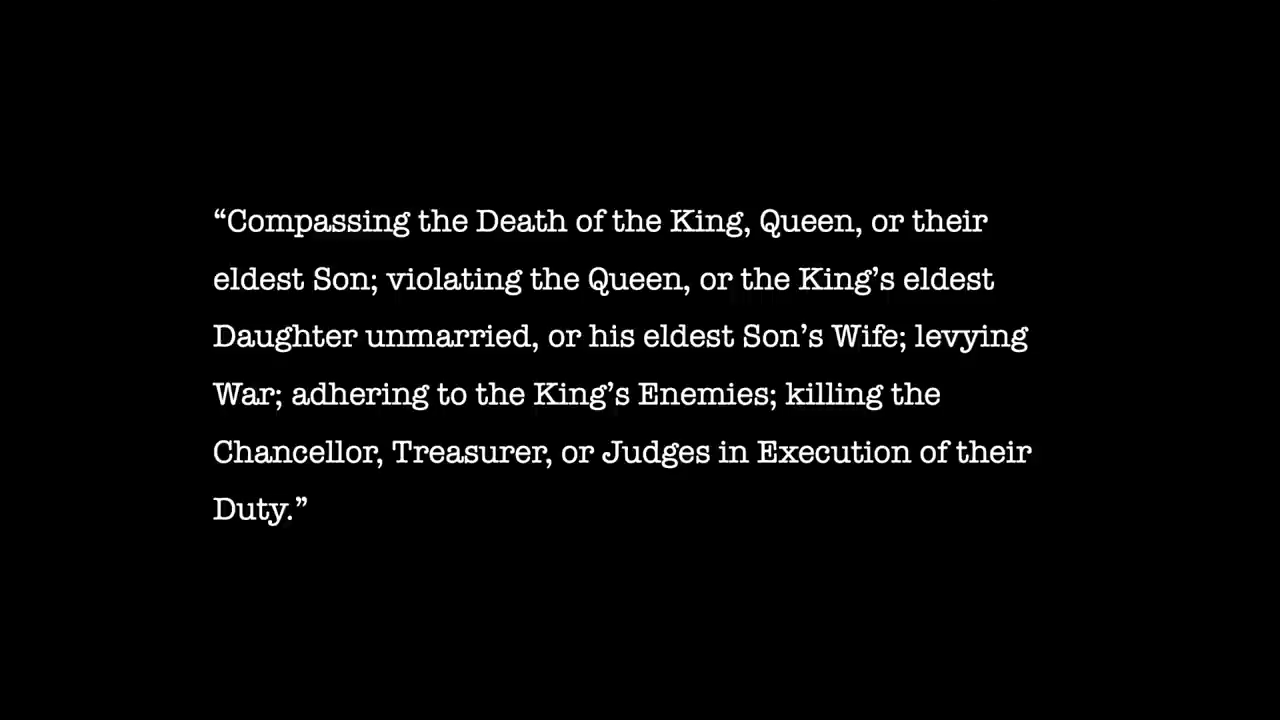 “Compassing the Death of the King, Queen, or their
eldest Son; violating the Queen, or the King’s eldest
Daughter unmarried, or his eldest Son’s Wife; levying
War; adhering to the King’s Enemies; killing the
Chancellor, Treasurer, or Judges in Execution of their
Duty.”